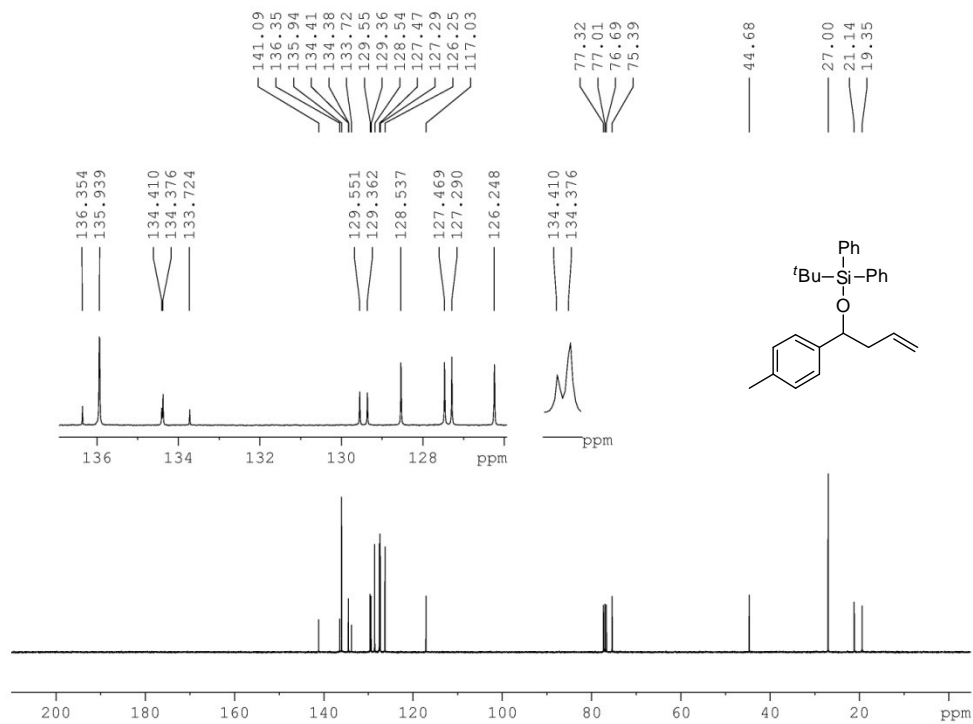 141.09 136.35 135.94 134.41 134.38 133.72 129.55 129.36 128.54 127.47 127.29 126.25 117.03 77.32 77.01 76.69 75.39 44.68 27.00 21.14 19.35
136.354 135.939 134.410 134.376 133.724 129.551 129.362 128.537 127.469 127.290 126.248 134.410 134.376
Ph
tBu Si Ph
O
136 134 132 130 128 ppm
ppm
200 180 160 140 120 100 80 60 40 20 ppm